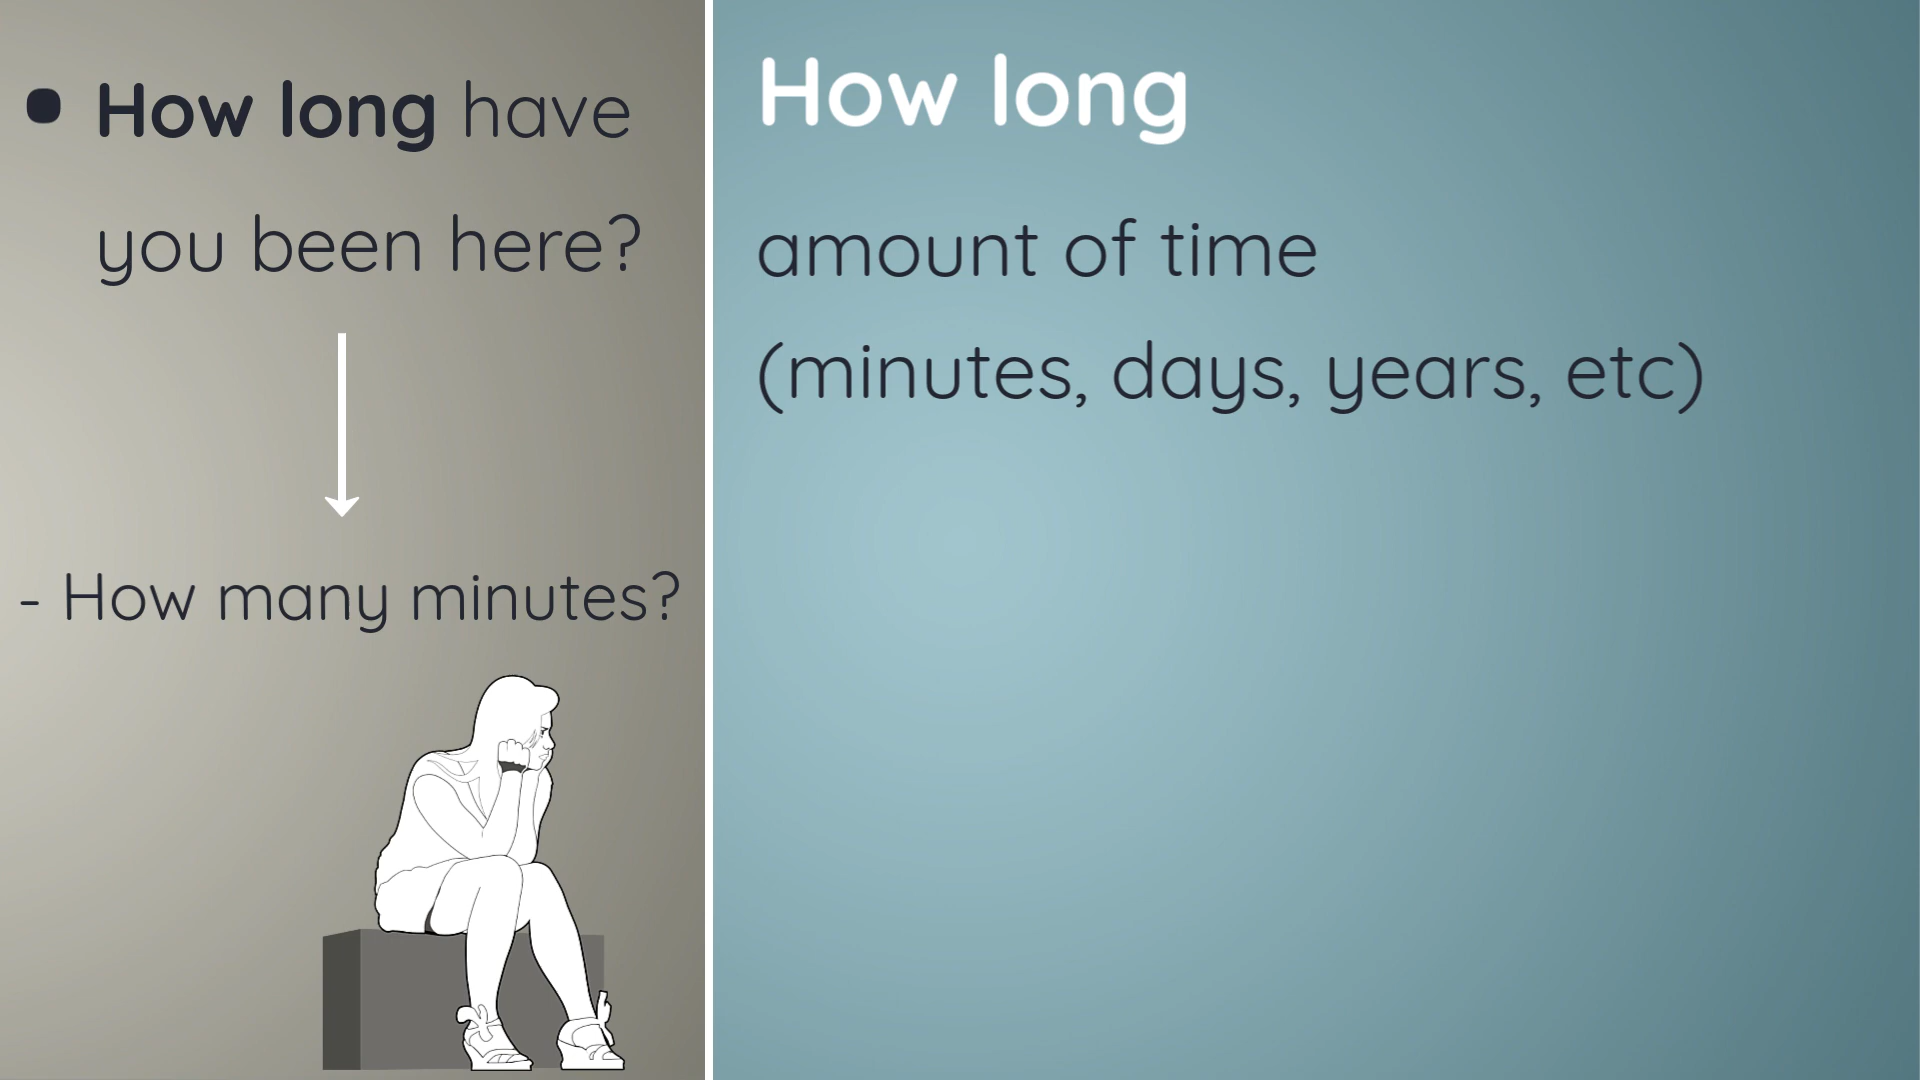 • How long have
you been here?
- How many minutes?
How long
amount of time
(minutes, days, years, etc)